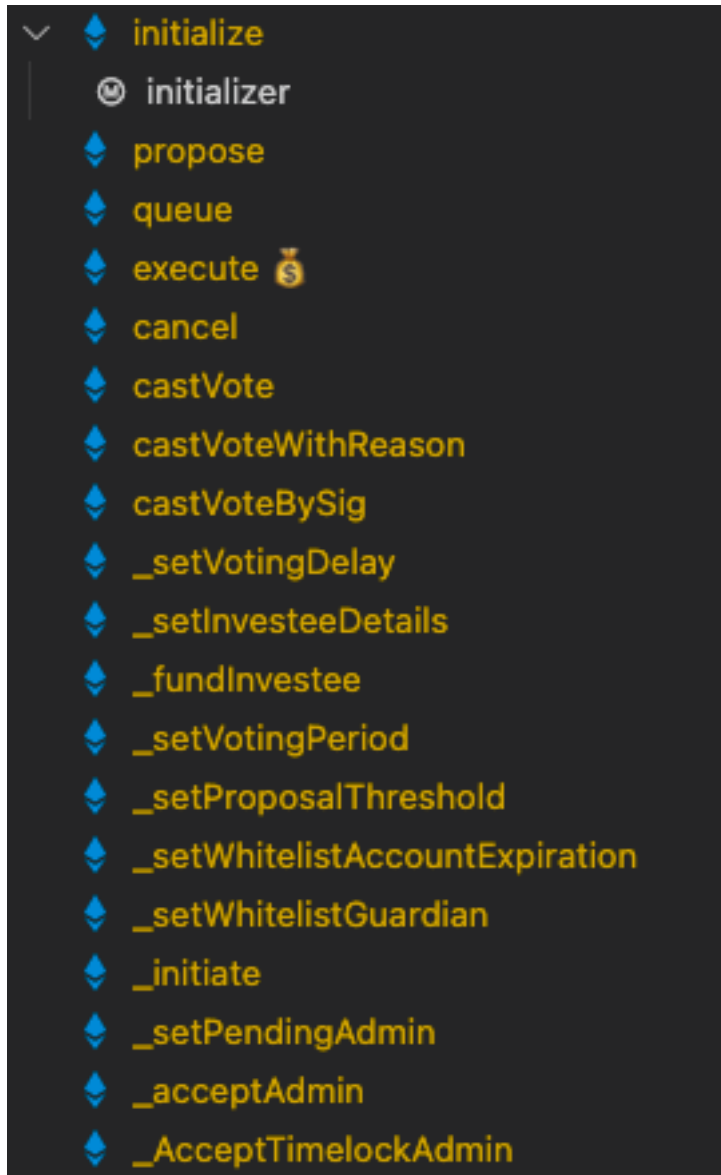 initialize
initializer
propose
queue
execute 💰
cancel
castVote
castVoteWithReason
castVoteBySig
_setVotingDelay
_setInvesteeDetails
_fundInvestee
_setVotingPeriod
_setProposalThreshold
_setWhitelistAccountExpiration
_setWhitelistGuardian
_initiate
_setPendingAdmin
_acceptAdmin
_AcceptTimelockAdmin